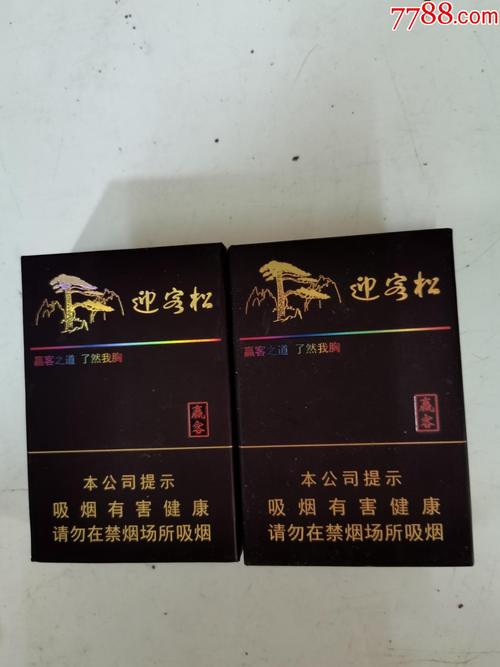 7788.com
迎客松
赢客之道 了然我胸
赢客
本公司提示
吸烟有害健康
请勿在禁烟场所吸烟
迎客松
赢客之道 了然我胸
赢客
本公司提示
吸烟有害健康
请勿在禁烟场所吸烟